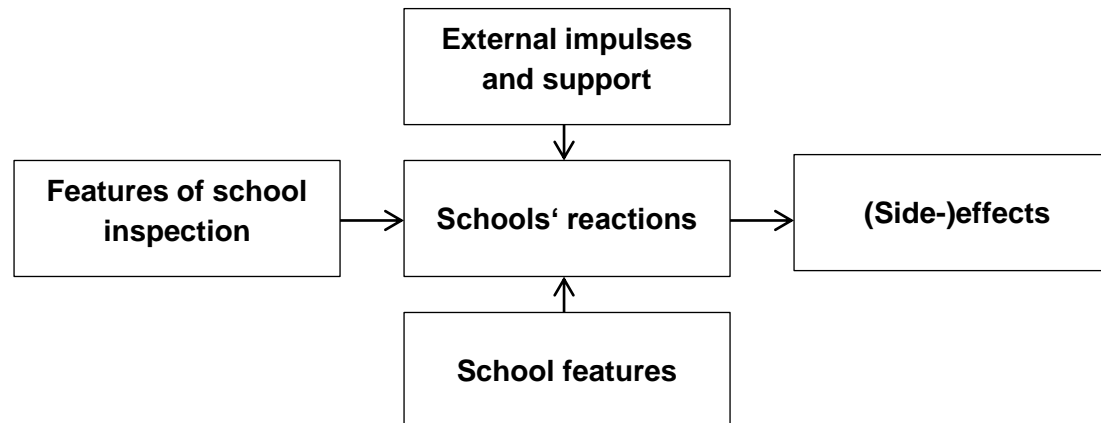 External impulses
and support
Features of school
inspection
Schools‘ reactions
(Side-)effects
School features